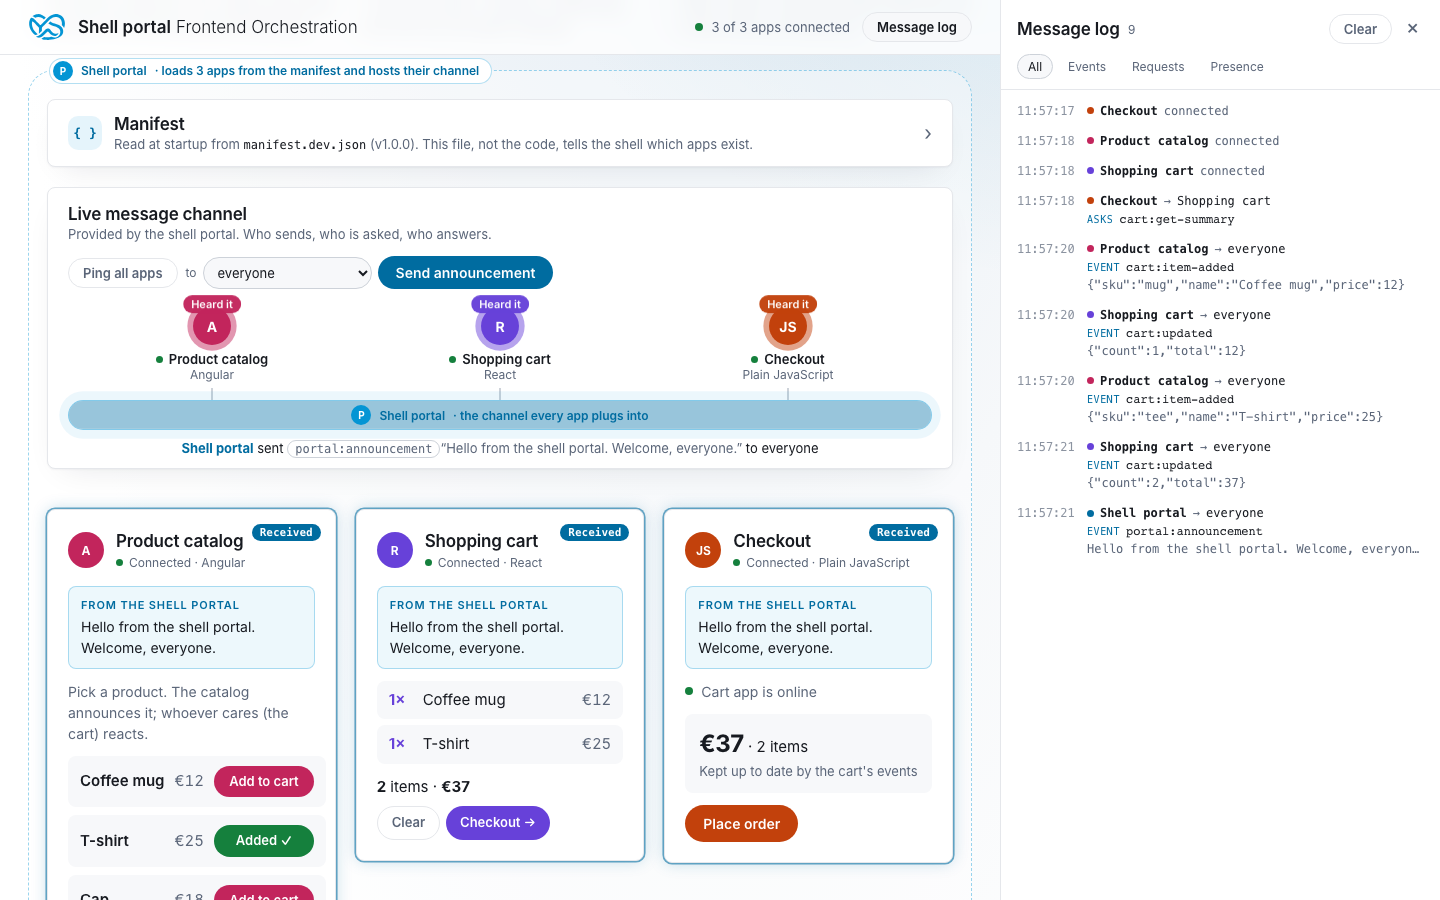 Shell portal Frontend Orchestration
3 of 3 apps connected
Message log
P Shell portal · loads 3 apps from the manifest and hosts their channel
{ } Manifest
Read at startup from manifest.dev.json (v1.0.0). This file, not the code, tells the shell which apps exist.
Live message channel
Provided by the shell portal. Who sends, who is asked, who answers.
Ping all apps to everyone Send announcement
Heard it Heard it Heard it
A R JS
Product catalog Shopping cart Checkout
Angular React Plain JavaScript
P Shell portal · the channel every app plugs into
Shell portal sent portal:announcement “Hello from the shell portal. Welcome, everyone.” to everyone
A Product catalog Received
Connected · Angular
FROM THE SHELL PORTAL
Hello from the shell portal.
Welcome, everyone.
Pick a product. The catalog
announces it; whoever cares (the
cart) reacts.
Coffee mug €12 Add to cart
T-shirt €25 Added ✓
Cap €18 Add to cart
R Shopping cart Received
Connected · React
FROM THE SHELL PORTAL
Hello from the shell portal.
Welcome, everyone.
1× Coffee mug €12
1× T-shirt €25
2 items · €37
Clear Checkout →
JS Checkout Received
Connected · Plain JavaScript
FROM THE SHELL PORTAL
Hello from the shell portal.
Welcome, everyone.
Cart app is online
€37 · 2 items
Kept up to date by the cart's events
Place order
Message log 9 Clear ✕
All Events Requests Presence
11:57:17 Checkout connected
11:57:18 Product catalog connected
11:57:18 Shopping cart connected
11:57:18 Checkout → Shopping cart
ASKS cart:get-summary
11:57:20 Product catalog → everyone
EVENT cart:item-added
{"sku":"mug","name":"Coffee mug","price":12}
11:57:20 Shopping cart → everyone
EVENT cart:updated
{"count":1,"total":12}
11:57:20 Product catalog → everyone
EVENT cart:item-added
{"sku":"tee","name":"T-shirt","price":25}
11:57:21 Shopping cart → everyone
EVENT cart:updated
{"count":2,"total":37}
11:57:21 Shell portal → everyone
EVENT portal:announcement
Hello from the shell portal. Welcome, everyon…